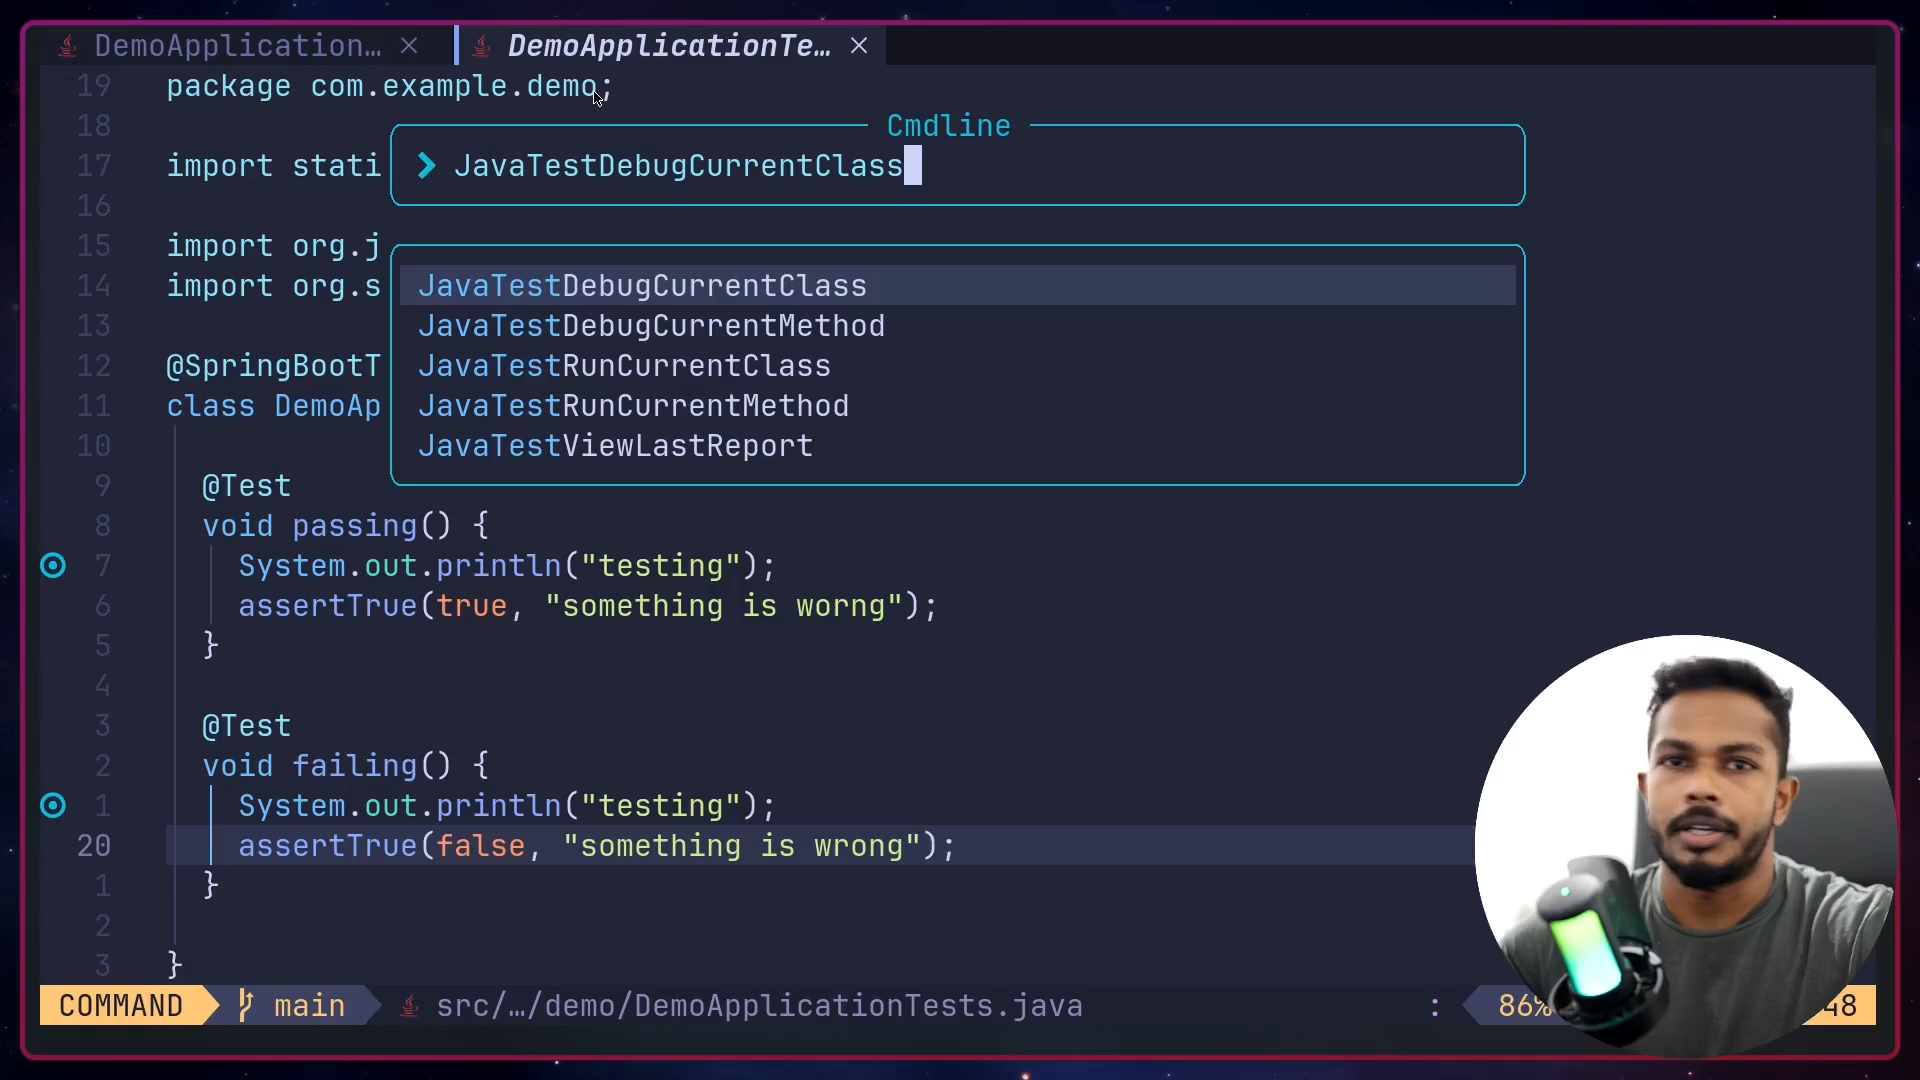 DemoApplication… × DemoApplicationTe… ×
19 package com.example.demo;
18
Cmdline
17 import stati
JavaTestDebugCurrentClass
16
15 import org.j
14 import org.s
JavaTestDebugCurrentClass
13
JavaTestDebugCurrentMethod
12 @SpringBootT
JavaTestRunCurrentClass
11 class DemoAp
JavaTestRunCurrentMethod
10
JavaTestViewLastReport
9 @Test
8 void passing() {
7 System.out.println("testing");
6 assertTrue(true, "something is worng");
5 }
4
3 @Test
2 void failing() {
1 System.out.println("testing");
20 assertTrue(false, "something is wrong");
1 }
2
3 }
COMMAND main src/…/demo/DemoApplicationTests.java : 86% 48